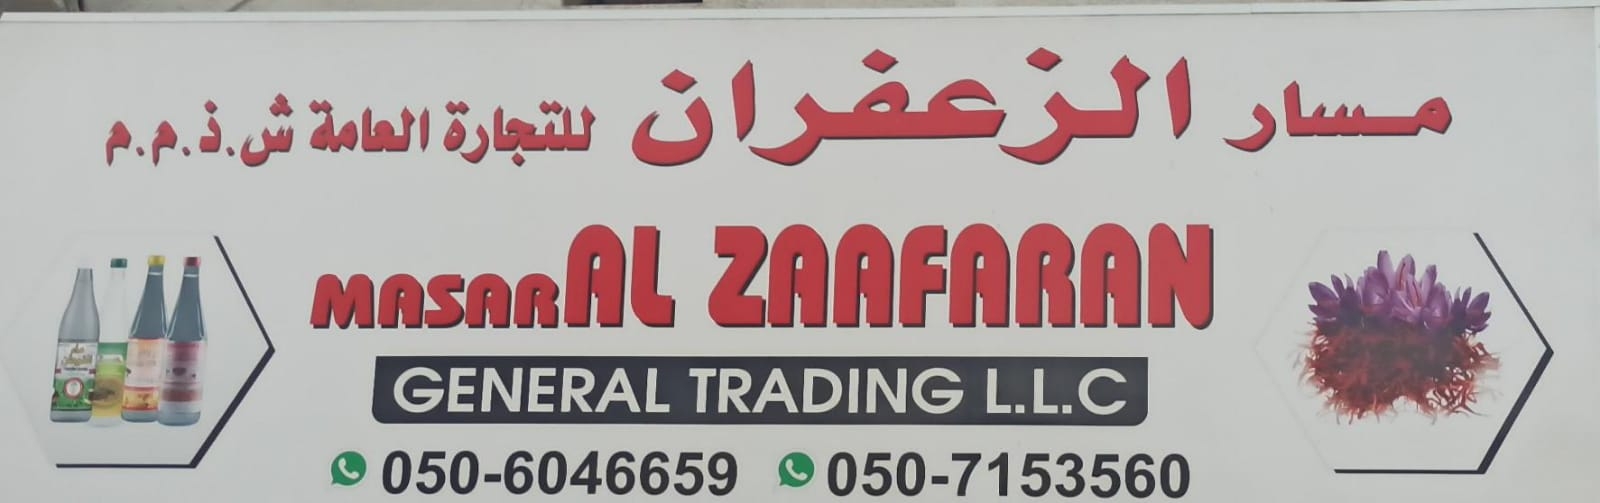 مسار الزعفران للتجارة العامة ش.ذ.م.م
MASAR AL ZAAFARAN
GENERAL TRADING L.L.C
050-6046659 050-7153560